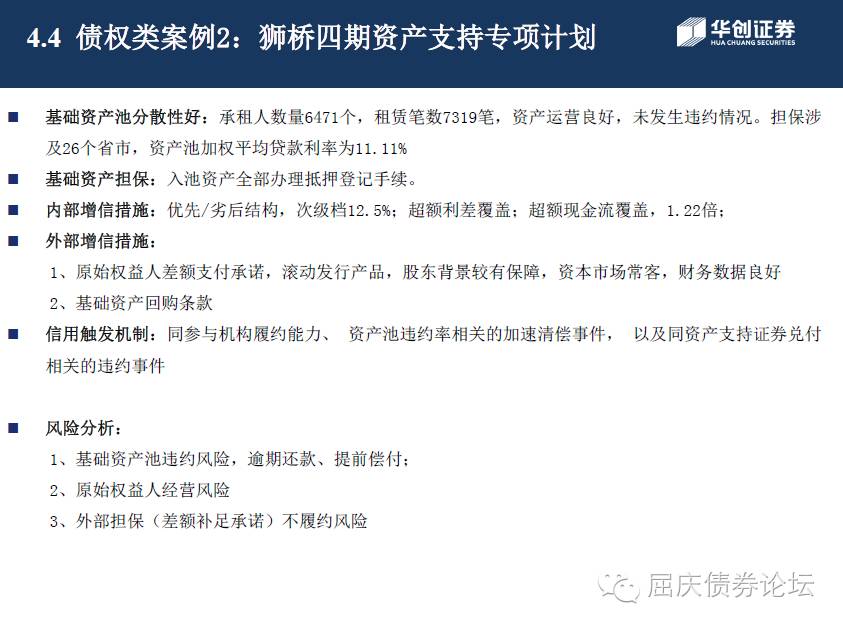 4.4 债权类案例2：狮桥四期资产支持专项计划
华创证券
HUA CHUANG SECURITIES
■ 基础资产池分散性好：承租人数量6471个，租赁笔数7319笔，资产运营良好，未发生违约情况。担保涉
及26个省市，资产池加权平均贷款利率为11.11%
■ 基础资产担保：入池资产全部办理抵押登记手续。
■ 内部增信措施：优先/劣后结构，次级档12.5%；超额利差覆盖；超额现金流覆盖，1.22倍；
■ 外部增信措施：
1、原始权益人差额支付承诺，滚动发行产品，股东背景较有保障，资本市场常客，财务数据良好
2、基础资产回购条款
■ 信用触发机制：同参与机构履约能力、 资产池违约率相关的加速清偿事件， 以及同资产支持证券兑付
相关的违约事件
■ 风险分析：
1、基础资产池违约风险，逾期还款、提前偿付；
2、原始权益人经营风险
3、外部担保（差额补足承诺）不履约风险
屈庆债券论坛